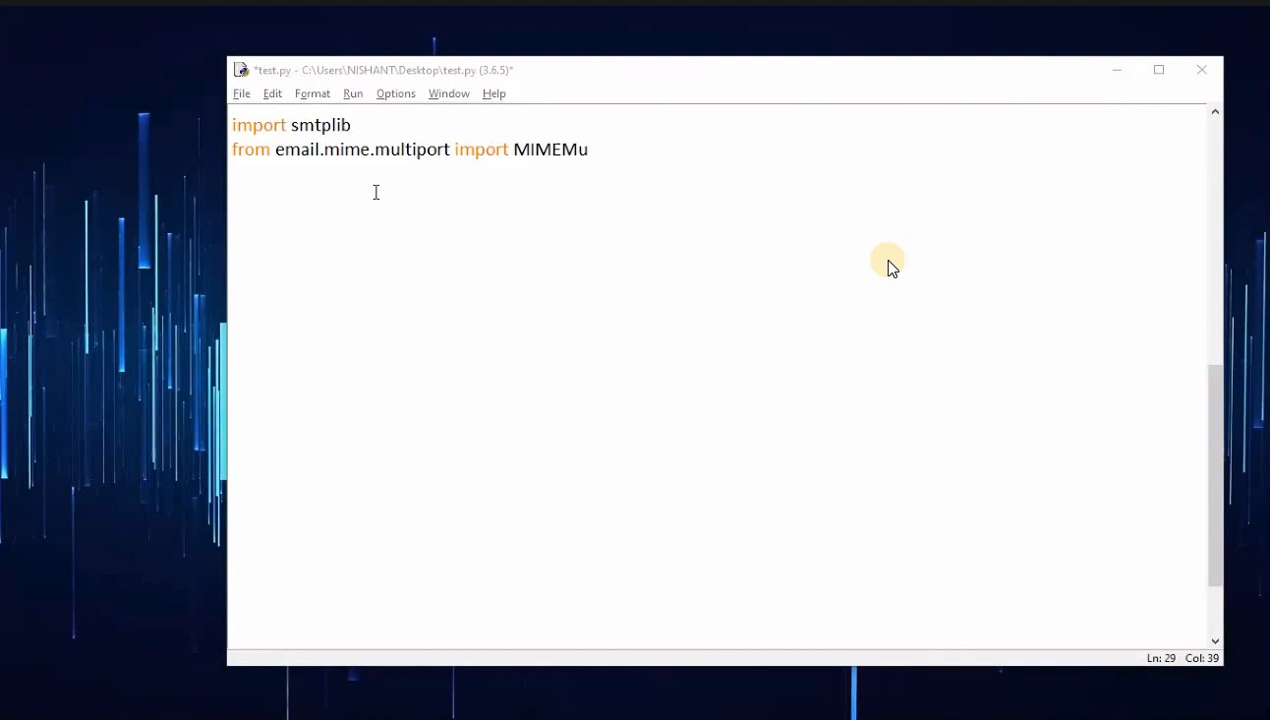 *test.py - C:\Users\NISHANT\Desktop\test.py (3.6.5)*
File Edit Format Run Options Window Help
import smtplib
from email.mime.multiport import MIMEMu
Ln: 29 Col: 39